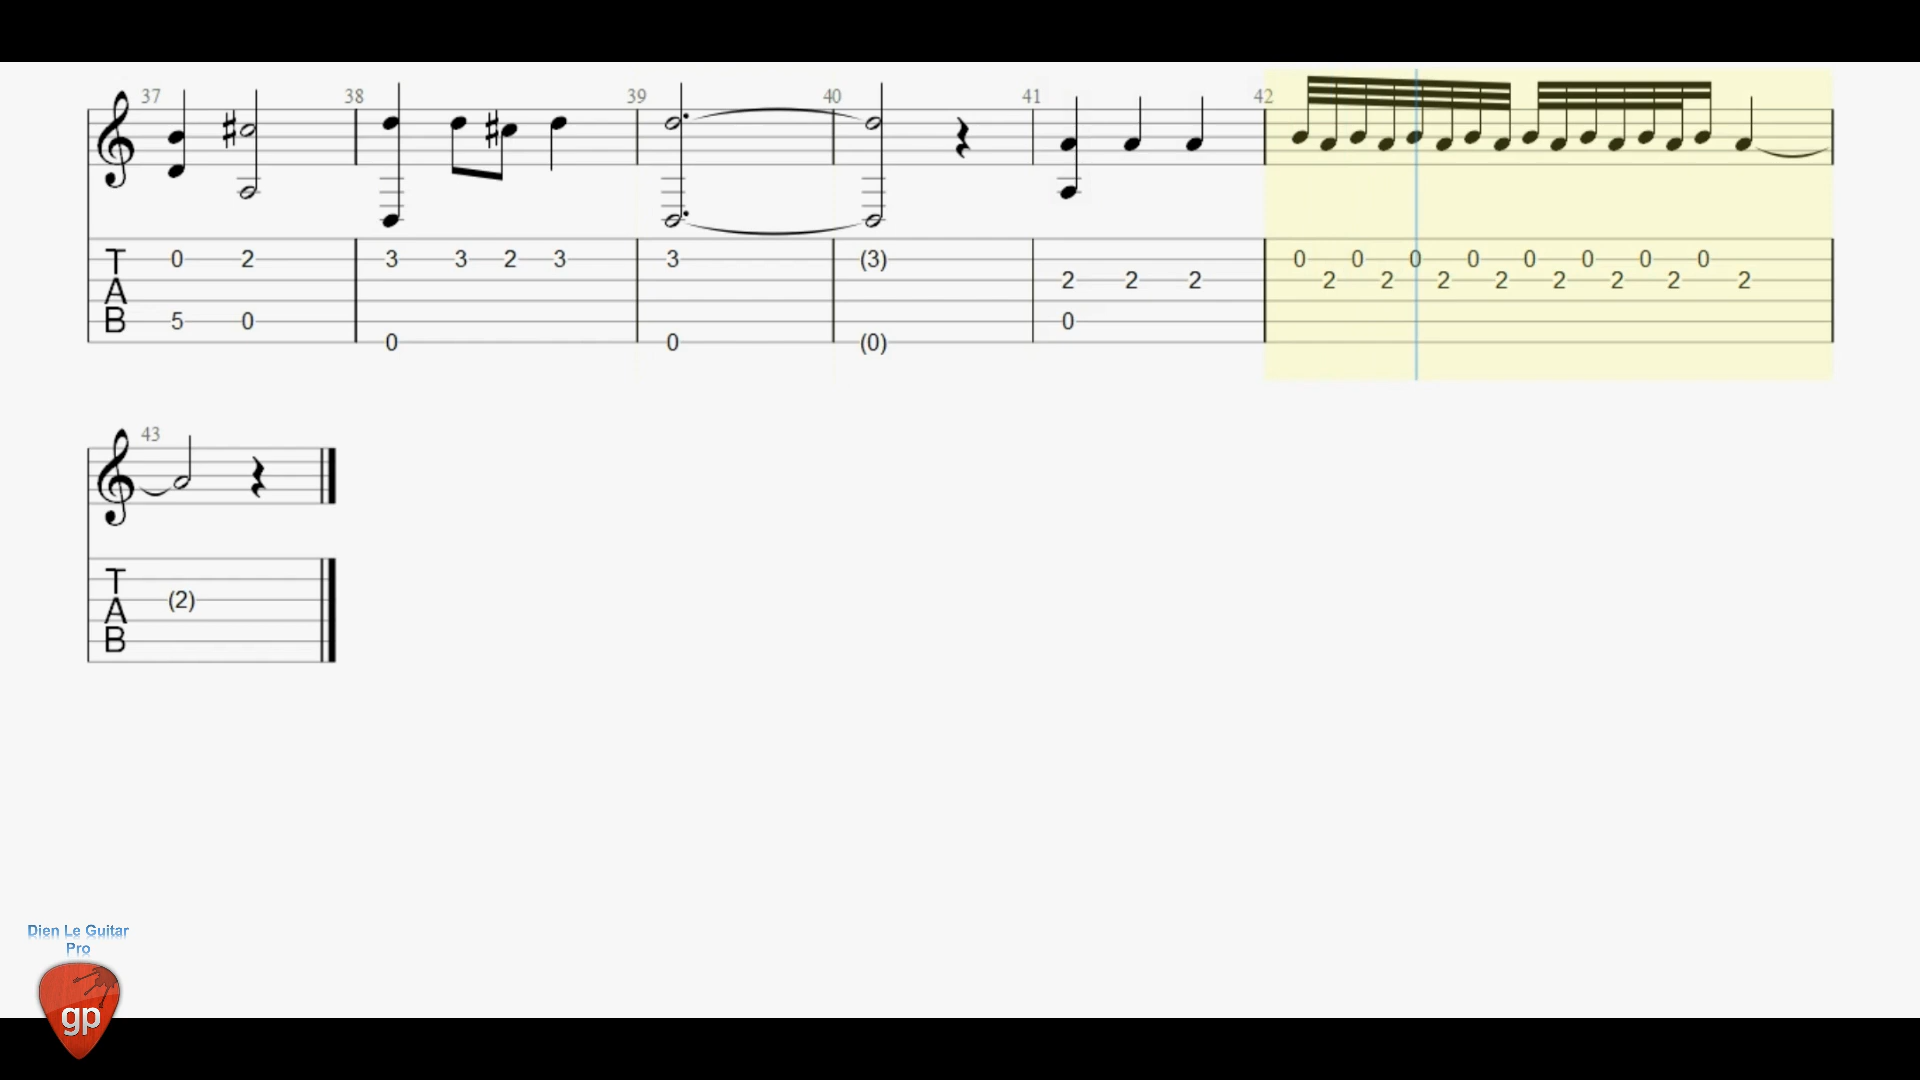 37 38 39 40 41 42
T 0 2 3 3 2 3 3 (3) 0 0 0 0 0 0 0 0
A 2 2 2 2 2 2 2 2 2 2 2
B 5 0 0
0 0 (0)
43
T
A (2)
B
Dien Le Guitar
Pro
gp